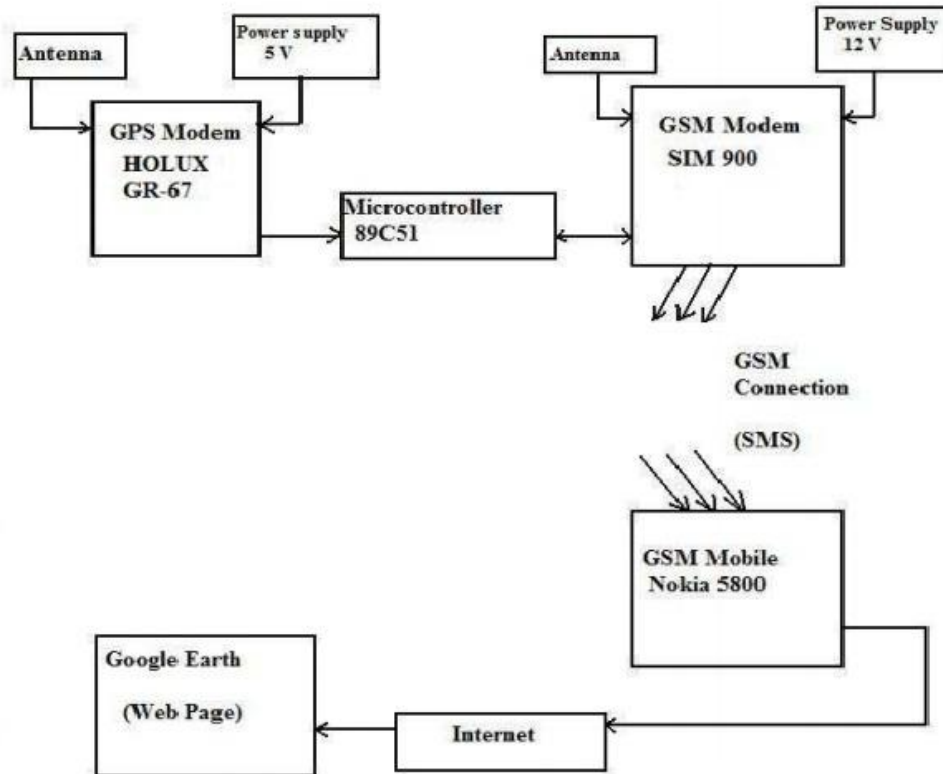 Antenna
Power supply
5 V
GPS Modem
HOLUX
GR-67
Microcontroller
89C51
Antenna
Power Supply
12 V
GSM Modem
SIM 900
GSM
Connection
(SMS)
GSM Mobile
Nokia 5800
Internet
Google Earth
(Web Page)